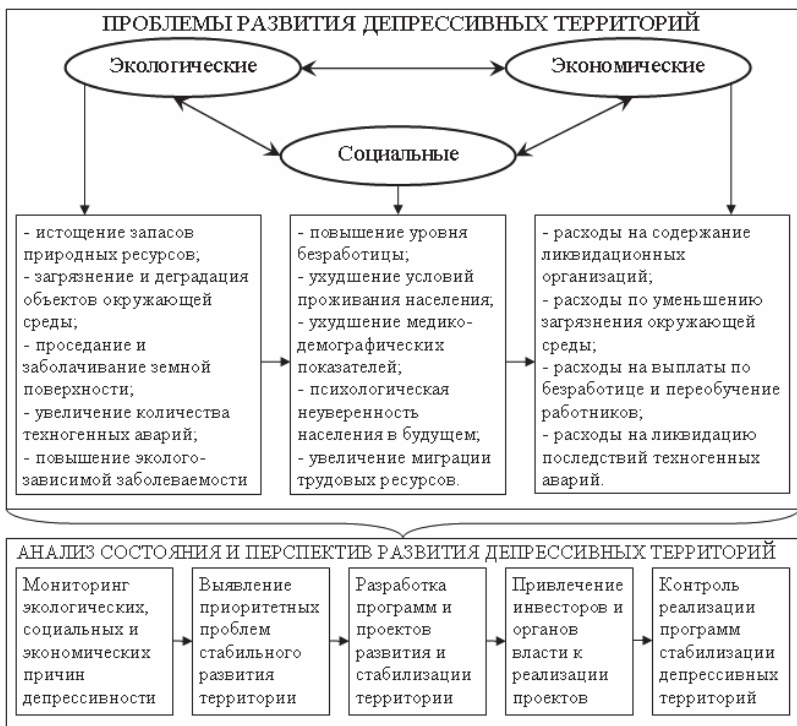 ПРОБЛЕМЫ РАЗВИТИЯ ДЕПРЕССИВНЫХ ТЕРРИТОРИЙ
Экологические
Экономические
Социальные
- истощение запасов
природных ресурсов;
- загрязнение и деградация
объектов окружающей
среды;
- проседание и
заболачивание земной
поверхности;
- увеличение количества
техногенных аварий;
- повышение эколого-
зависимой заболеваемости
- повышение уровня
безработицы;
- ухудшение условий
проживания населения;
- ухудшение медико-
демографических
показателей;
- психологическая
неуверенность
населения в будущем;
- увеличение миграции
трудовых ресурсов.
- расходы на содержание
ликвидационных
организаций;
- расходы по уменьшению
загрязнения окружающей
среды;
- расходы на выплаты по
безработице и переобучение
работников;
- расходы на ликвидацию
последствий техногенных
аварий.
АНАЛИЗ СОСТОЯНИЯ И ПЕРСПЕКТИВ РАЗВИТИЯ ДЕПРЕССИВНЫХ ТЕРРИТОРИЙ
Мониторинг
экологических,
социальных и
экономических
причин
депрессивности
Выявление
приоритетных
проблем
стабильного
развития
территории
Разработка
программ и
проектов
развития и
стабилизации
территории
Привлечение
инвесторов и
органов
власти к
реализации
проектов
Контроль
реализации
программ
стабилизации
депрессивных
территорий